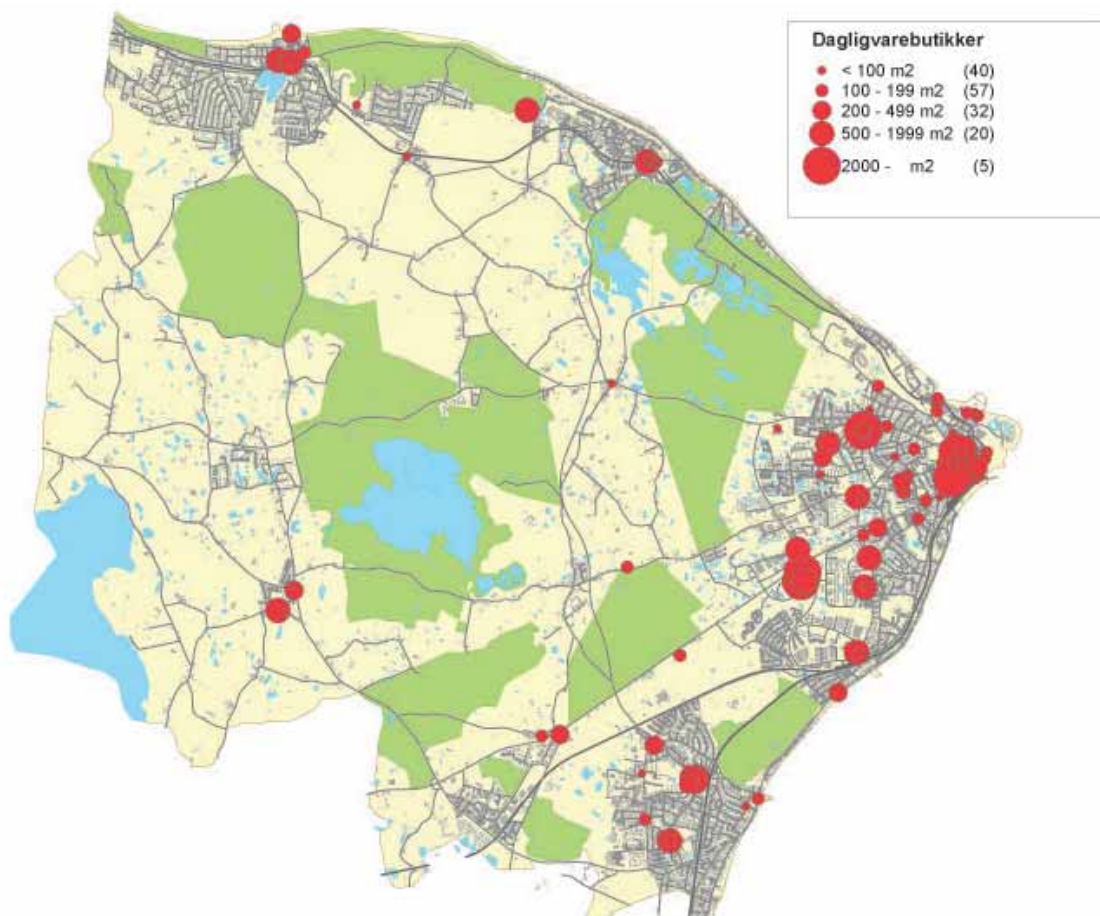 Dagligvarebutikker
< 100 m2 (40)
100 - 199 m2 (57)
200 - 499 m2 (32)
500 - 1999 m2 (20)
2000 - m2 (5)